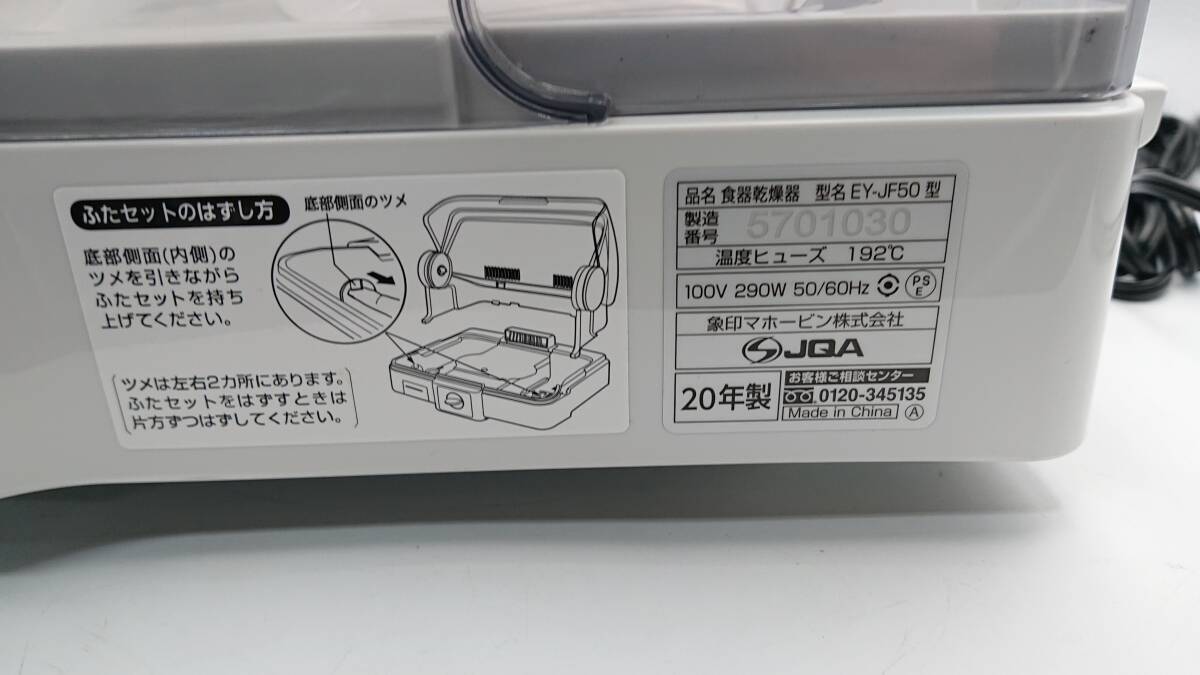 ふたセットのはずし方
底部側面のツメ
底部側面(内側)の
ツメを引きながら
ふたセットを持ち
上げてください。
ツメは左右2カ所にあります。
ふたセットをはずすときは
片方ずつはずしてください。
品名 食器乾燥器 型名 EY-JF50 型
製造番号 5701030
温度ヒューズ 192℃
100V 290W 50/60Hz PSE
象印マホービン株式会社
JQA
20年製
お客様ご相談センター
0120-345135
Made in China A